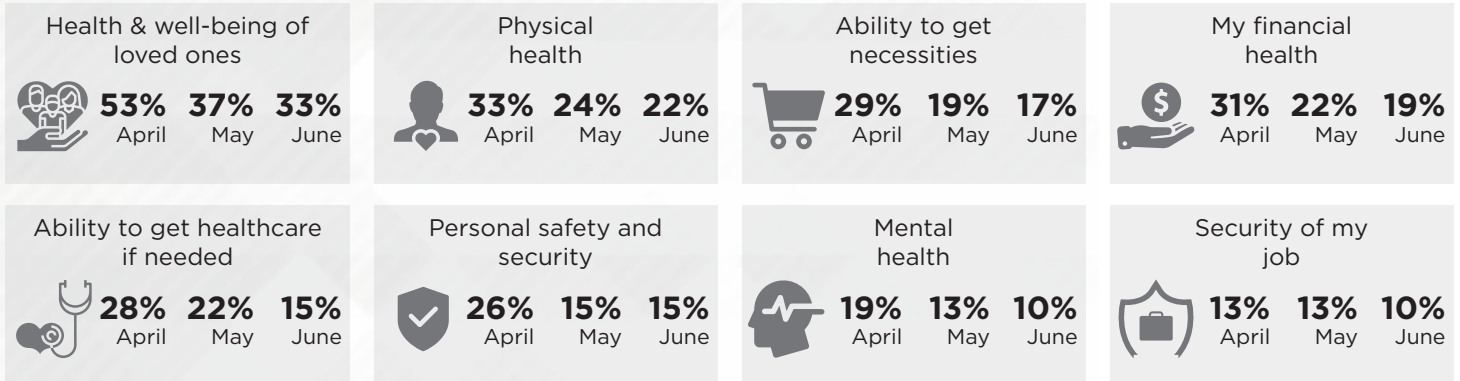 Health & well-being of
loved ones
53% 37% 33%
April May June
Physical
health
33% 24% 22%
April May June
Ability to get
necessities
29% 19% 17%
April May June
My financial
health
$
31% 22% 19%
April May June
Ability to get healthcare
if needed
28% 22% 15%
April May June
Personal safety and
security
26% 15% 15%
April May June
Mental
health
19% 13% 10%
April May June
Security of my
job
13% 13% 10%
April May June